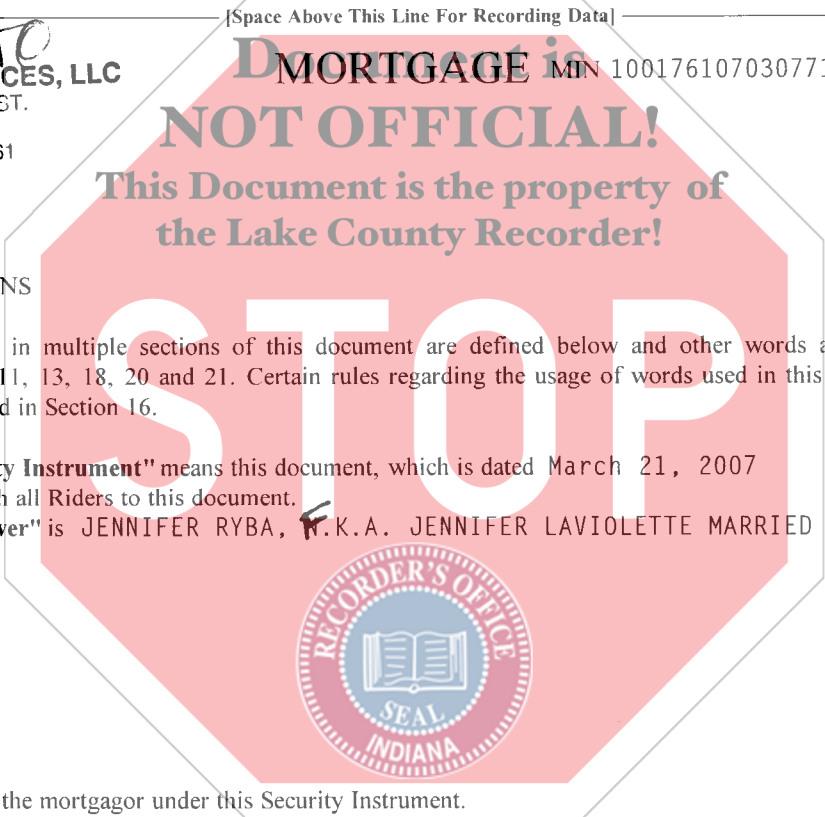 [Space Above This Line For Recording Data]
Document is
CES, LLC MORTGAGE MIN 10017610703077
ST.
NOT OFFICIAL!
61
This Document is the property of
the Lake County Recorder!
NS
STOP
in multiple sections of this document are defined below and other words a
11, 13, 18, 20 and 21. Certain rules regarding the usage of words used in this
d in Section 16.
ty Instrument" means this document, which is dated March 21, 2007
h all Riders to this document.
ver" is JENNIFER RYBA, F.K.A. JENNIFER LAVIOLETTE MARRIED
RECORDER'S OFFICE
SEAL
INDIANA
the mortgagor under this Security Instrument.